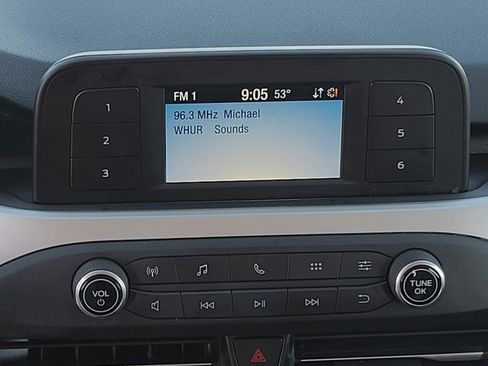 FM 1 9:05 53°
96.3 MHz Michael
WHUR Sounds
1
2
3
4
5
6
VOL
TUNE
OK